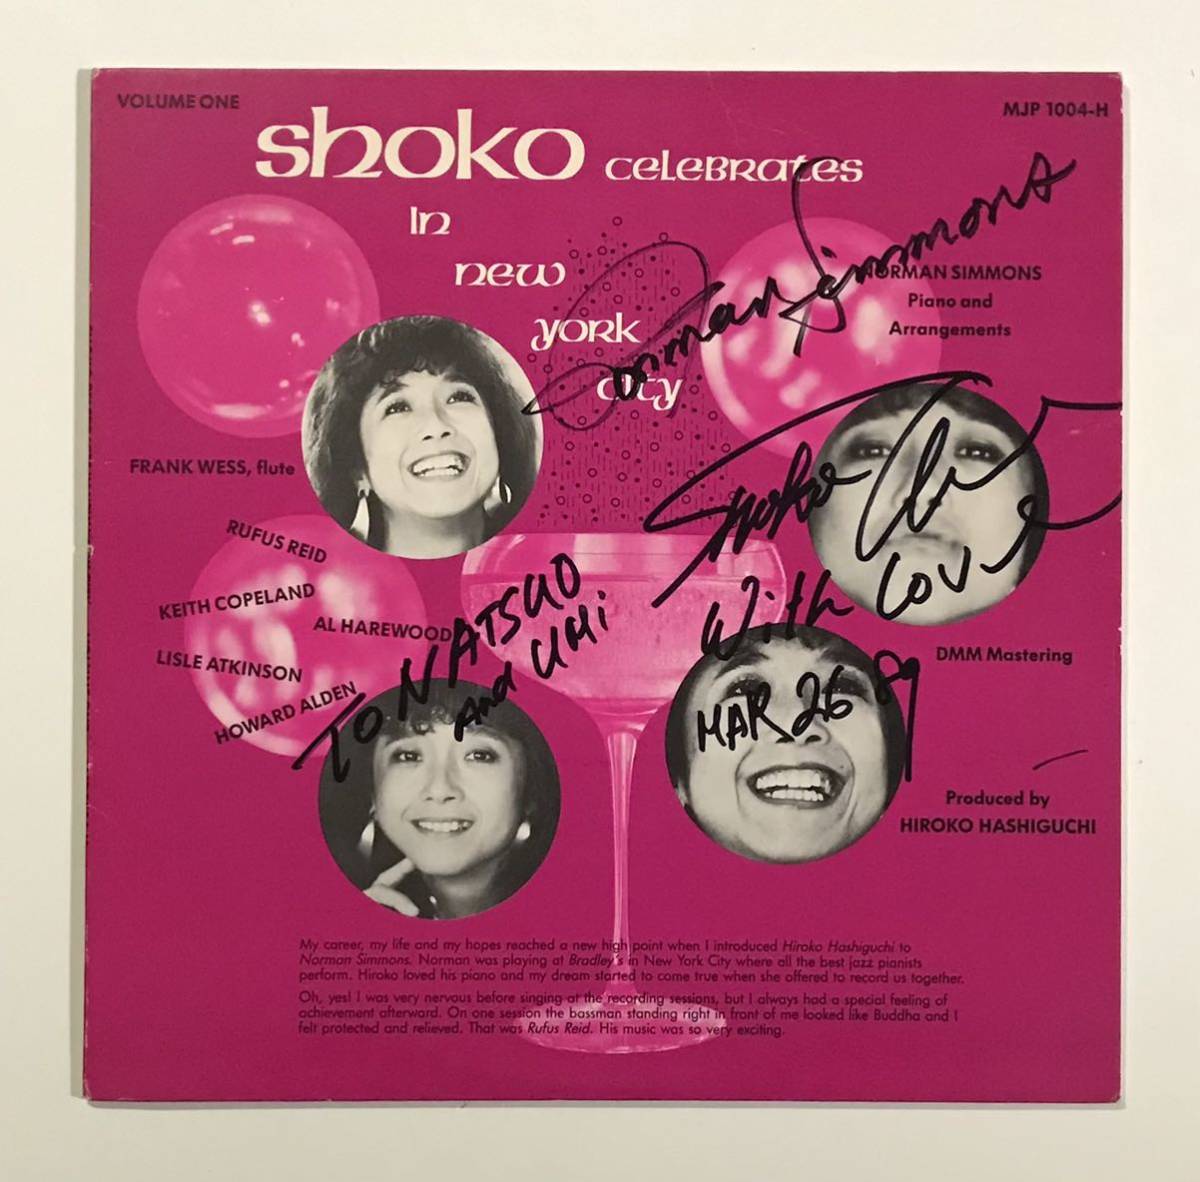 VOLUME ONE
MJP 1004-H
shoko celebrates
in
new
york
city
Norman Simmons
NORMAN SIMMONS
Piano and
Arrangements
FRANK WESS, flute
RUFUS REID
KEITH COPELAND
AL HAREWOOD
LISLE ATKINSON
HOWARD ALDEN
Shoko
With Love
MAR 26 89
TO NATSUO
And UMi
DMM Mastering
Produced by
HIROKO HASHIGUCHI
My career, my life and my hopes reached a new high point when I introduced Hiroko Hashiguchi to
Norman Simmons. Norman was playing at Bradley's in New York City where all the best jazz pianists
perform. Hiroko loved his piano and my dream started to come true when she offered to record us together.
Oh, yes! I was very nervous before singing at the recording sessions, but I always had a special feeling of
achievement afterward. On one session the bassman standing right in front of me looked like Buddha and I
felt protected and relieved. That was Rufus Reid. His music was so very exciting.